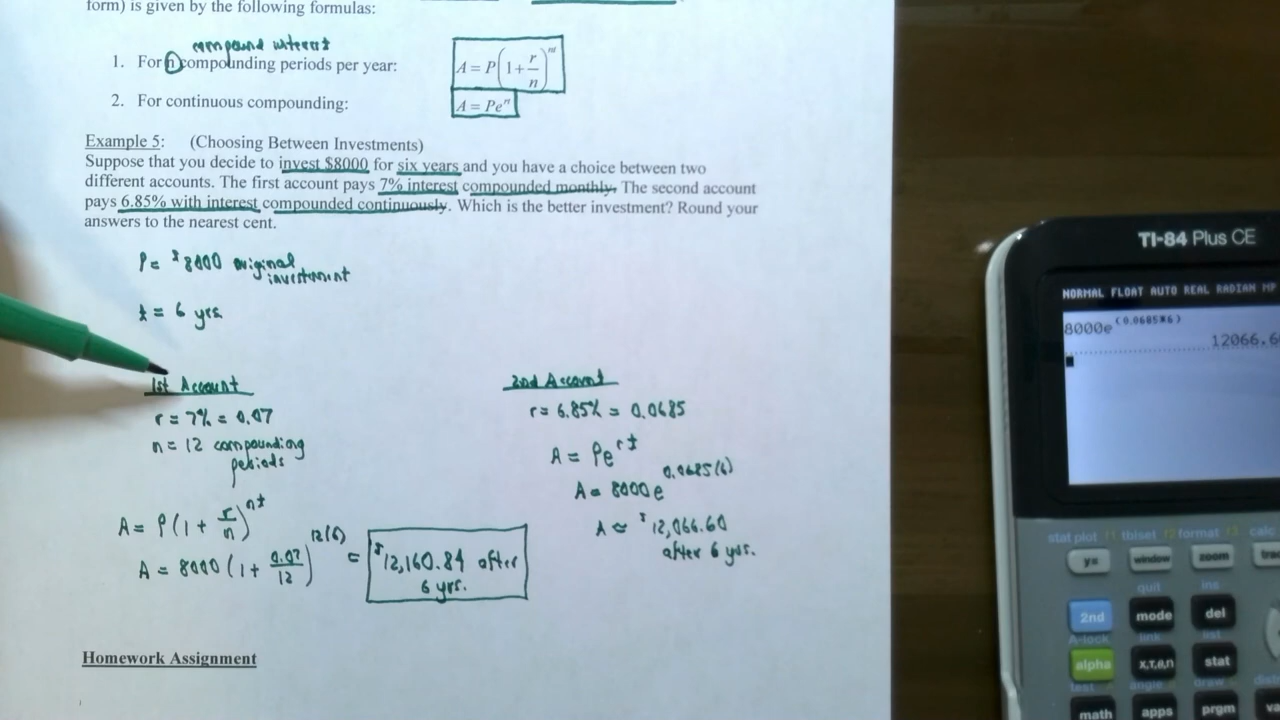 form) is given by the following formulas:
compound interest
1. For n compounding periods per year: A = P(1 + r/n)^nt
2. For continuous compounding: A = Pe^rt
Example 5: (Choosing Between Investments)
Suppose that you decide to invest $8000 for six years and you have a choice between two
different accounts. The first account pays 7% interest compounded monthly. The second account
pays 6.85% with interest compounded continuously. Which is the better investment? Round your
answers to the nearest cent.
P = $8000 original
investment
t = 6 yrs.
1st Account
r = 7% = 0.07
n = 12 compounding
periods
A = P(1 + r/n)^nt
A = 8000(1 + 0.07/12)^12(6) = $12,160.84 after
6 yrs.
2nd Account
r = 6.85% = 0.0685
A = Pe^rt
A = 8000e^0.0685(6)
A ≈ $12,066.60
after 6 yrs.
Homework Assignment
TI-84 Plus CE
NORMAL FLOAT AUTO REAL RADIAN MP
8000e^(0.0685*6)
12066.6
stat plot f1 tblset f2 format f3 calc
y= window zoom
quit ins
2nd mode del
A-lock link list
alpha X,T,θ,n stat
test angle draw
math apps prgm